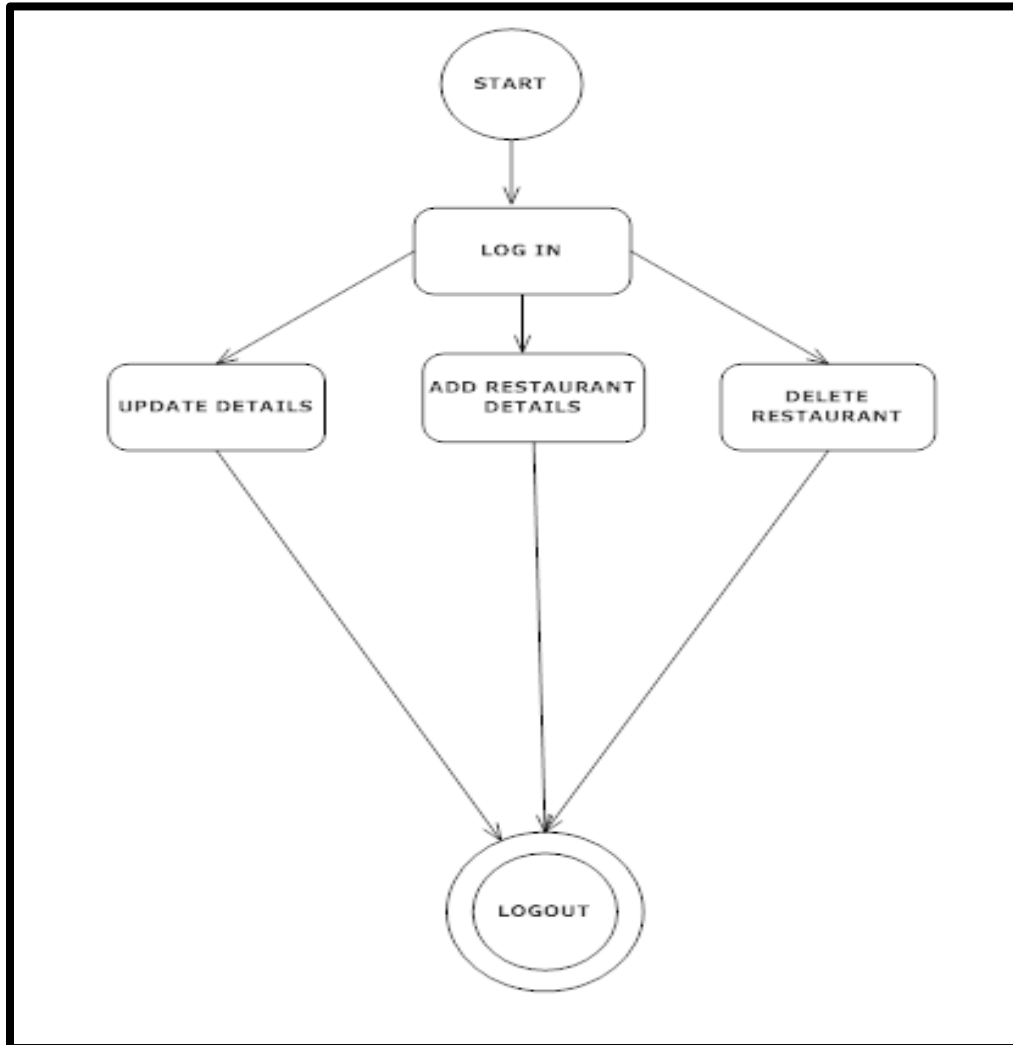 START
LOG IN
UPDATE DETAILS
ADD RESTAURANT
DETAILS
DELETE
RESTAURANT
LOGOUT